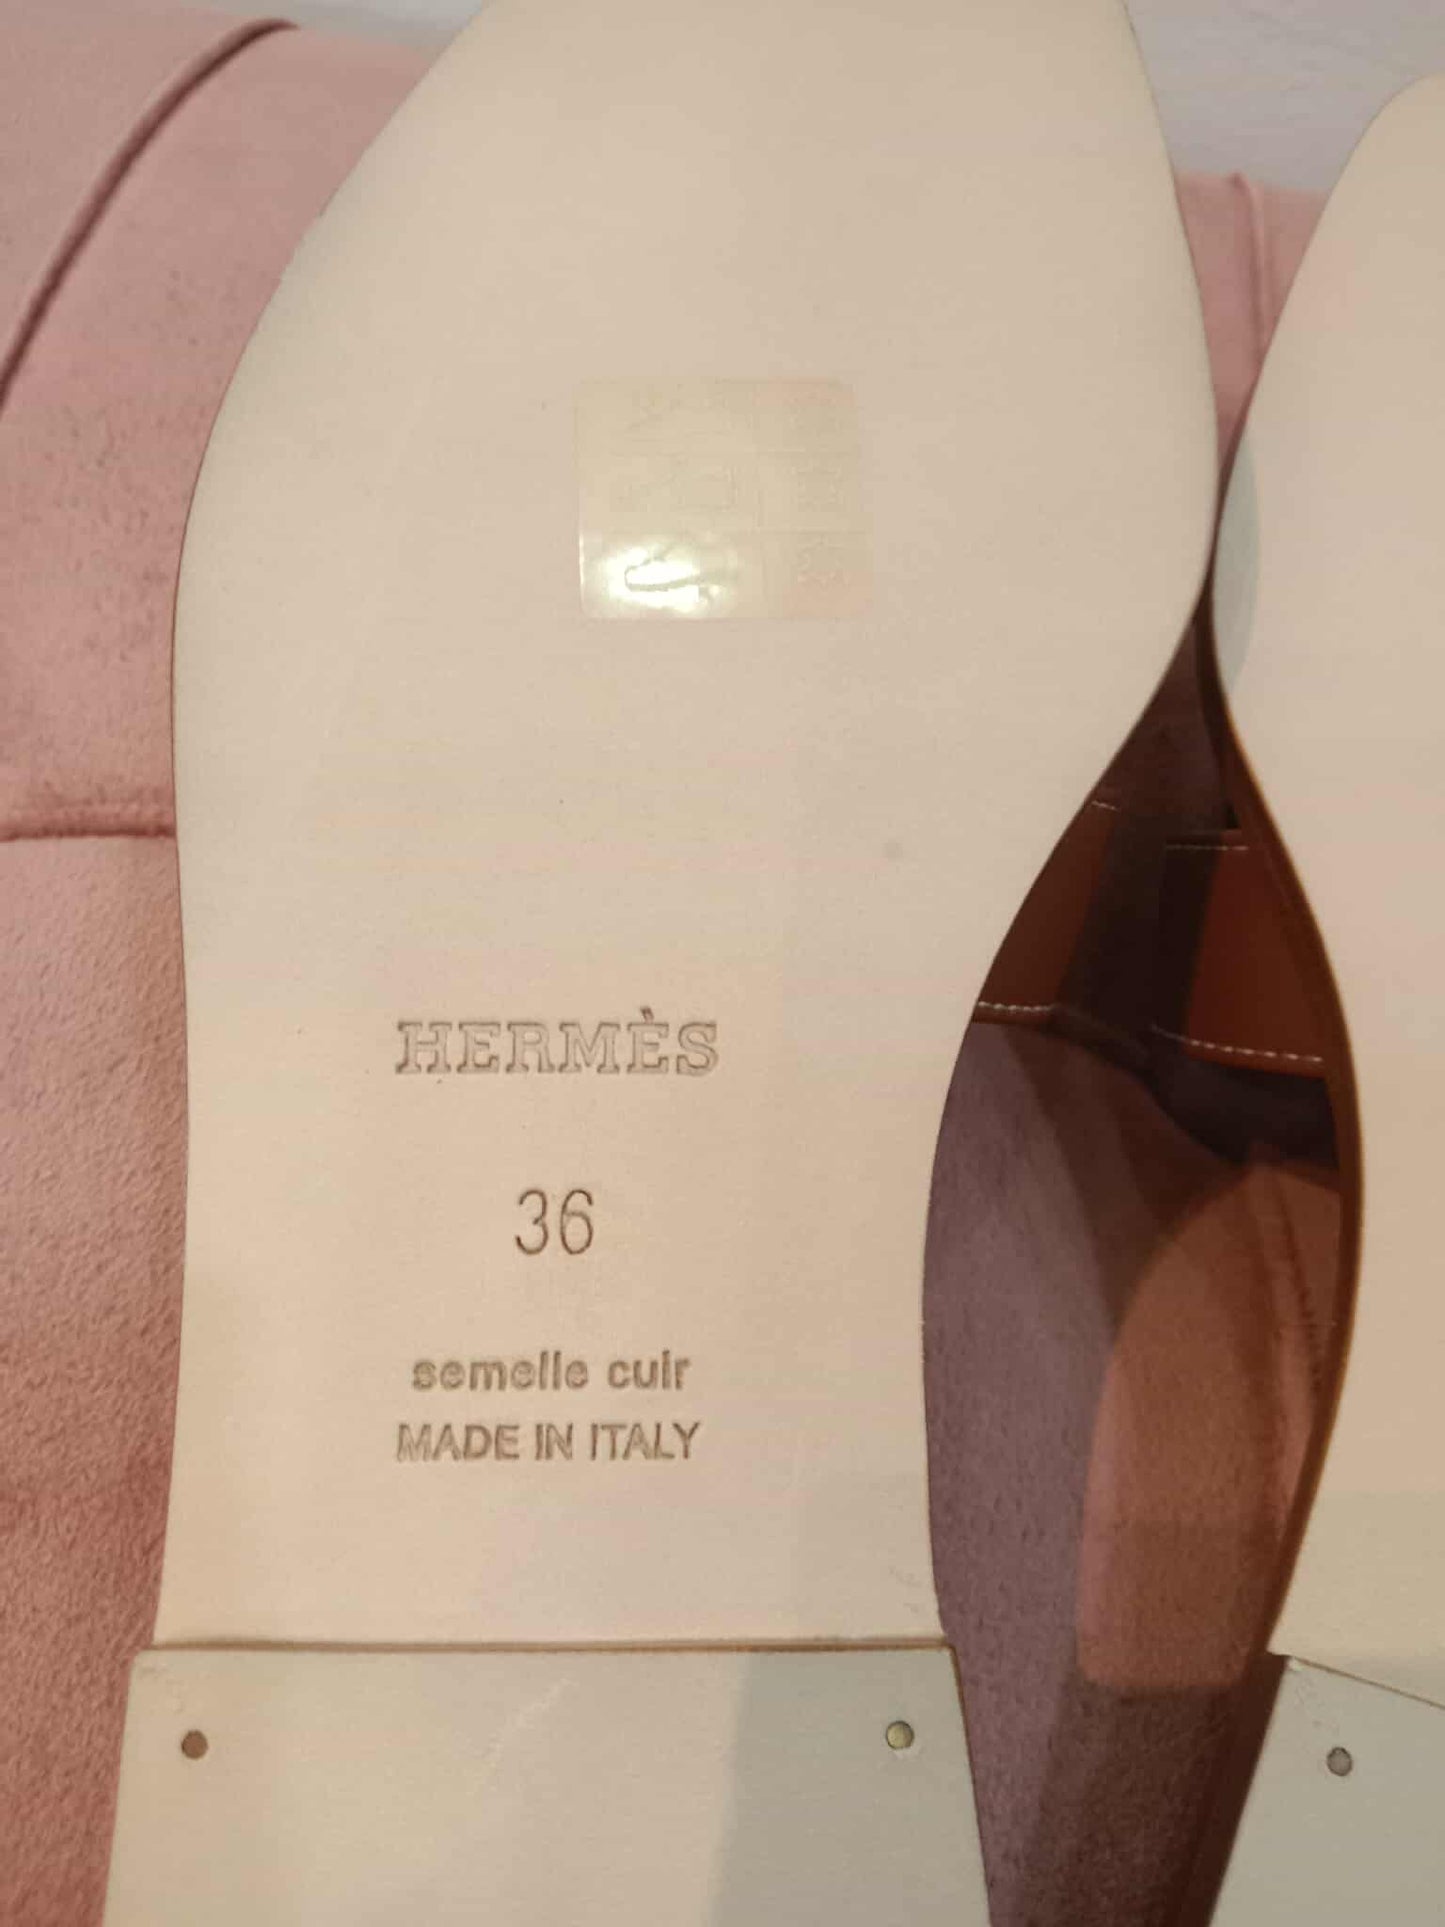 HERMÈS
36
semelle cuir
MADE IN ITALY